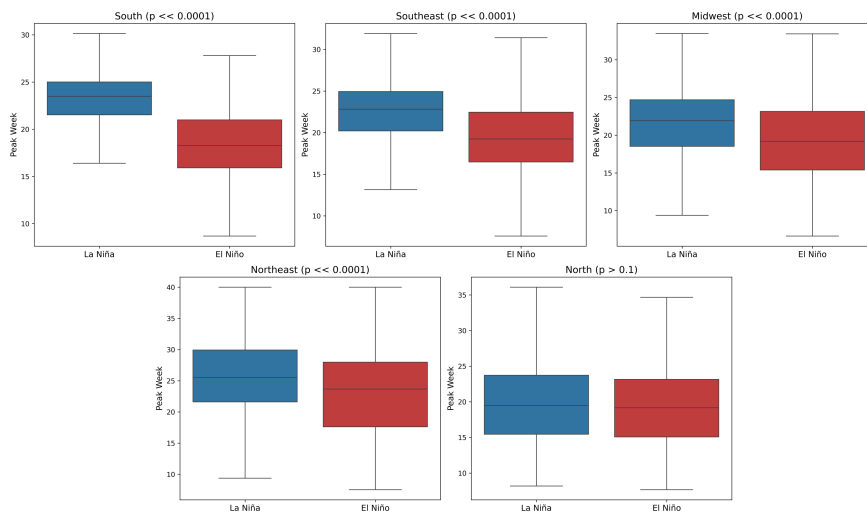 South (p << 0.0001)
Peak Week
30
25
20
15
10
La Niña
El Niño
Southeast (p << 0.0001)
Peak Week
30
25
20
15
10
La Niña
El Niño
Midwest (p << 0.0001)
Peak Week
30
25
20
15
10
La Niña
El Niño
Northeast (p << 0.0001)
Peak Week
40
35
30
25
20
15
10
La Niña
El Niño
North (p > 0.1)
Peak Week
35
30
25
20
15
10
La Niña
El Niño